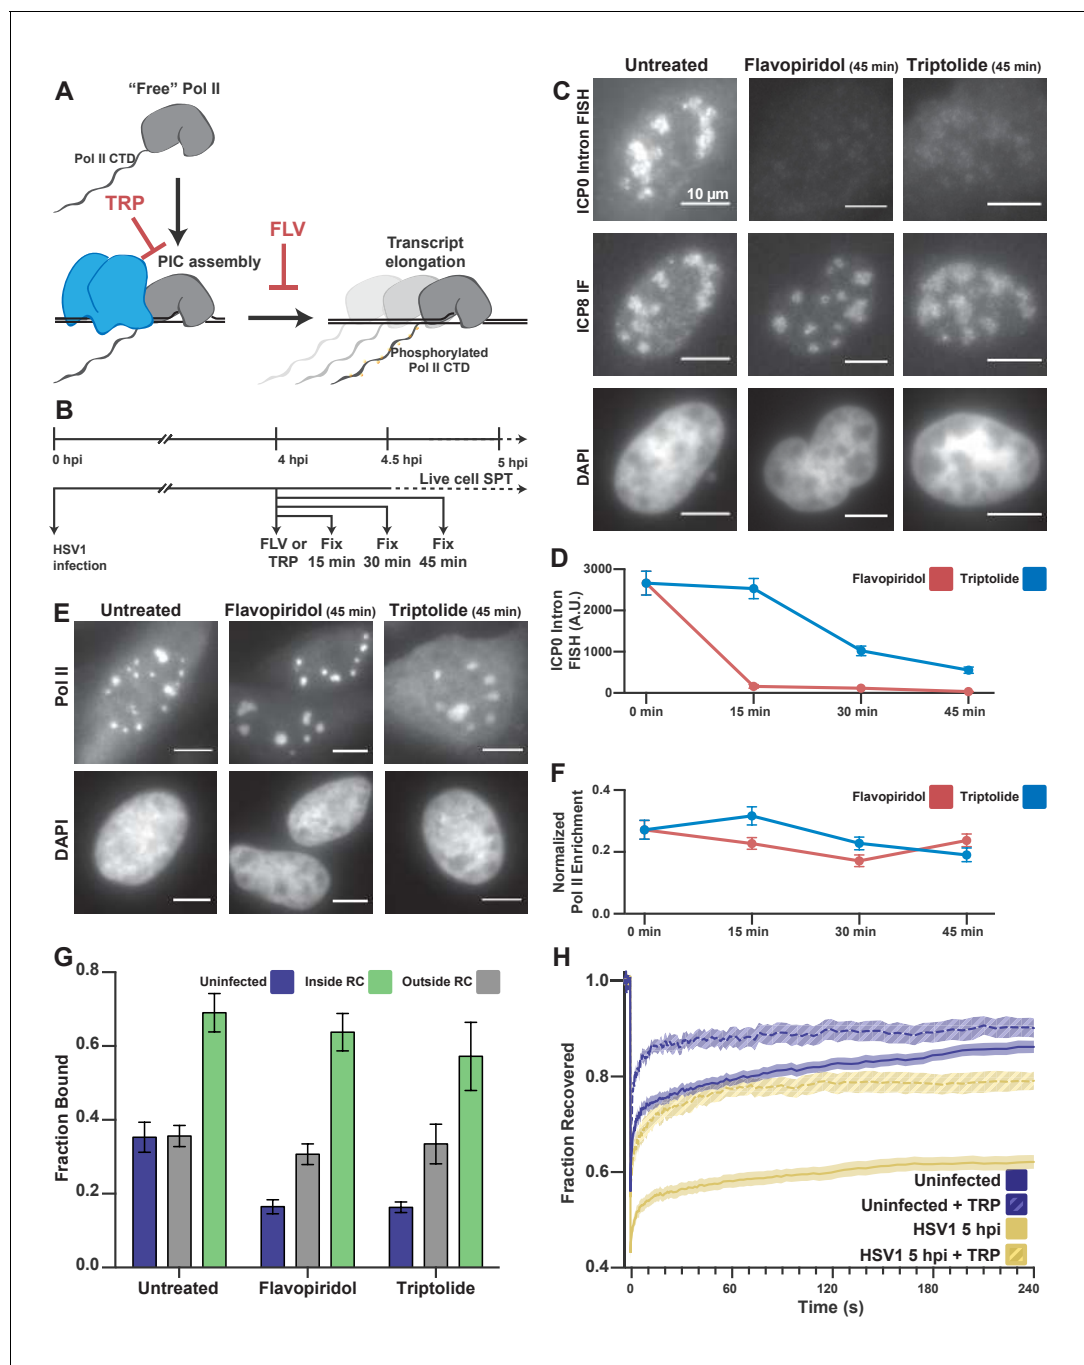 A
“Free” Pol II
Pol II CTD
TRP
FLV
PIC assembly
Transcript
elongation
Phosphorylated
Pol II CTD
B
0 hpi
4 hpi
4.5 hpi
5 hpi
Live cell SPT
HSV1
infection
FLV or
TRP
Fix
15 min
Fix
30 min
Fix
45 min
C
Untreated
Flavopiridol (45 min)
Triptolide (45 min)
ICP0 Intron FISH
10 µm
ICP8 IF
DAPI
D
Flavopiridol
Triptolide
ICP0 Intron
FISH (A.U.)
3000
2000
1000
0
0 min
15 min
30 min
45 min
E
Untreated
Flavopiridol (45 min)
Triptolide (45 min)
Pol II
DAPI
F
Flavopiridol
Triptolide
Normalized
Pol II Enrichment
0.4
0.2
0.0
0 min
15 min
30 min
45 min
G
Uninfected
Inside RC
Outside RC
Fraction Bound
0.8
0.6
0.4
0.2
0.0
Untreated
Flavopiridol
Triptolide
H
Fraction Recovered
1.0
0.8
0.6
0.4
Uninfected
Uninfected + TRP
HSV1 5 hpi
HSV1 5 hpi + TRP
0
60
120
180
240
Time (s)